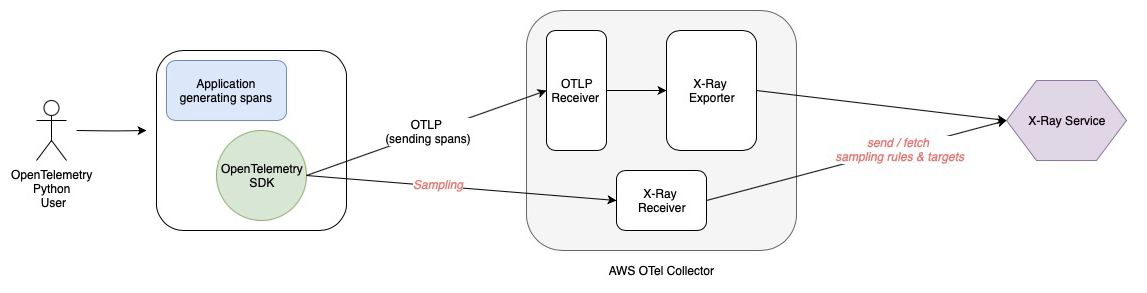 OpenTelemetry
Python
User
Application
generating spans
OpenTelemetry
SDK
OTLP
(sending spans)
Sampling
OTLP
Receiver
X-Ray
Exporter
X-Ray
Receiver
AWS OTel Collector
send / fetch
sampling rules & targets
X-Ray Service